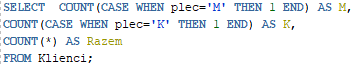 SELECT  COUNT(CASE WHEN plec='M' THEN 1 END) AS M,
COUNT(CASE WHEN plec='K' THEN 1 END) AS K,
COUNT(*) AS Razem
FROM Klienci;